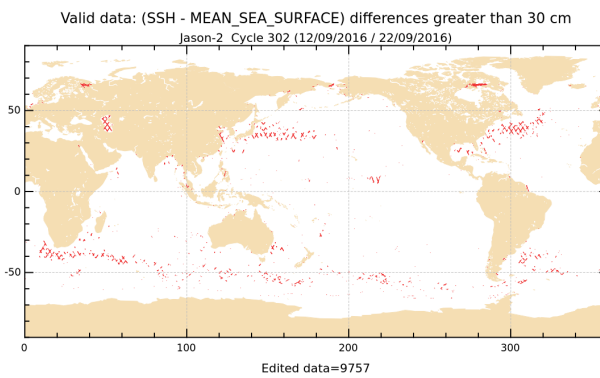 Valid data: (SSH - MEAN_SEA_SURFACE) differences greater than 30 cm
Jason-2  Cycle 302 (12/09/2016 / 22/09/2016)
50
0
-50
0 100 200 300
Edited data=9757